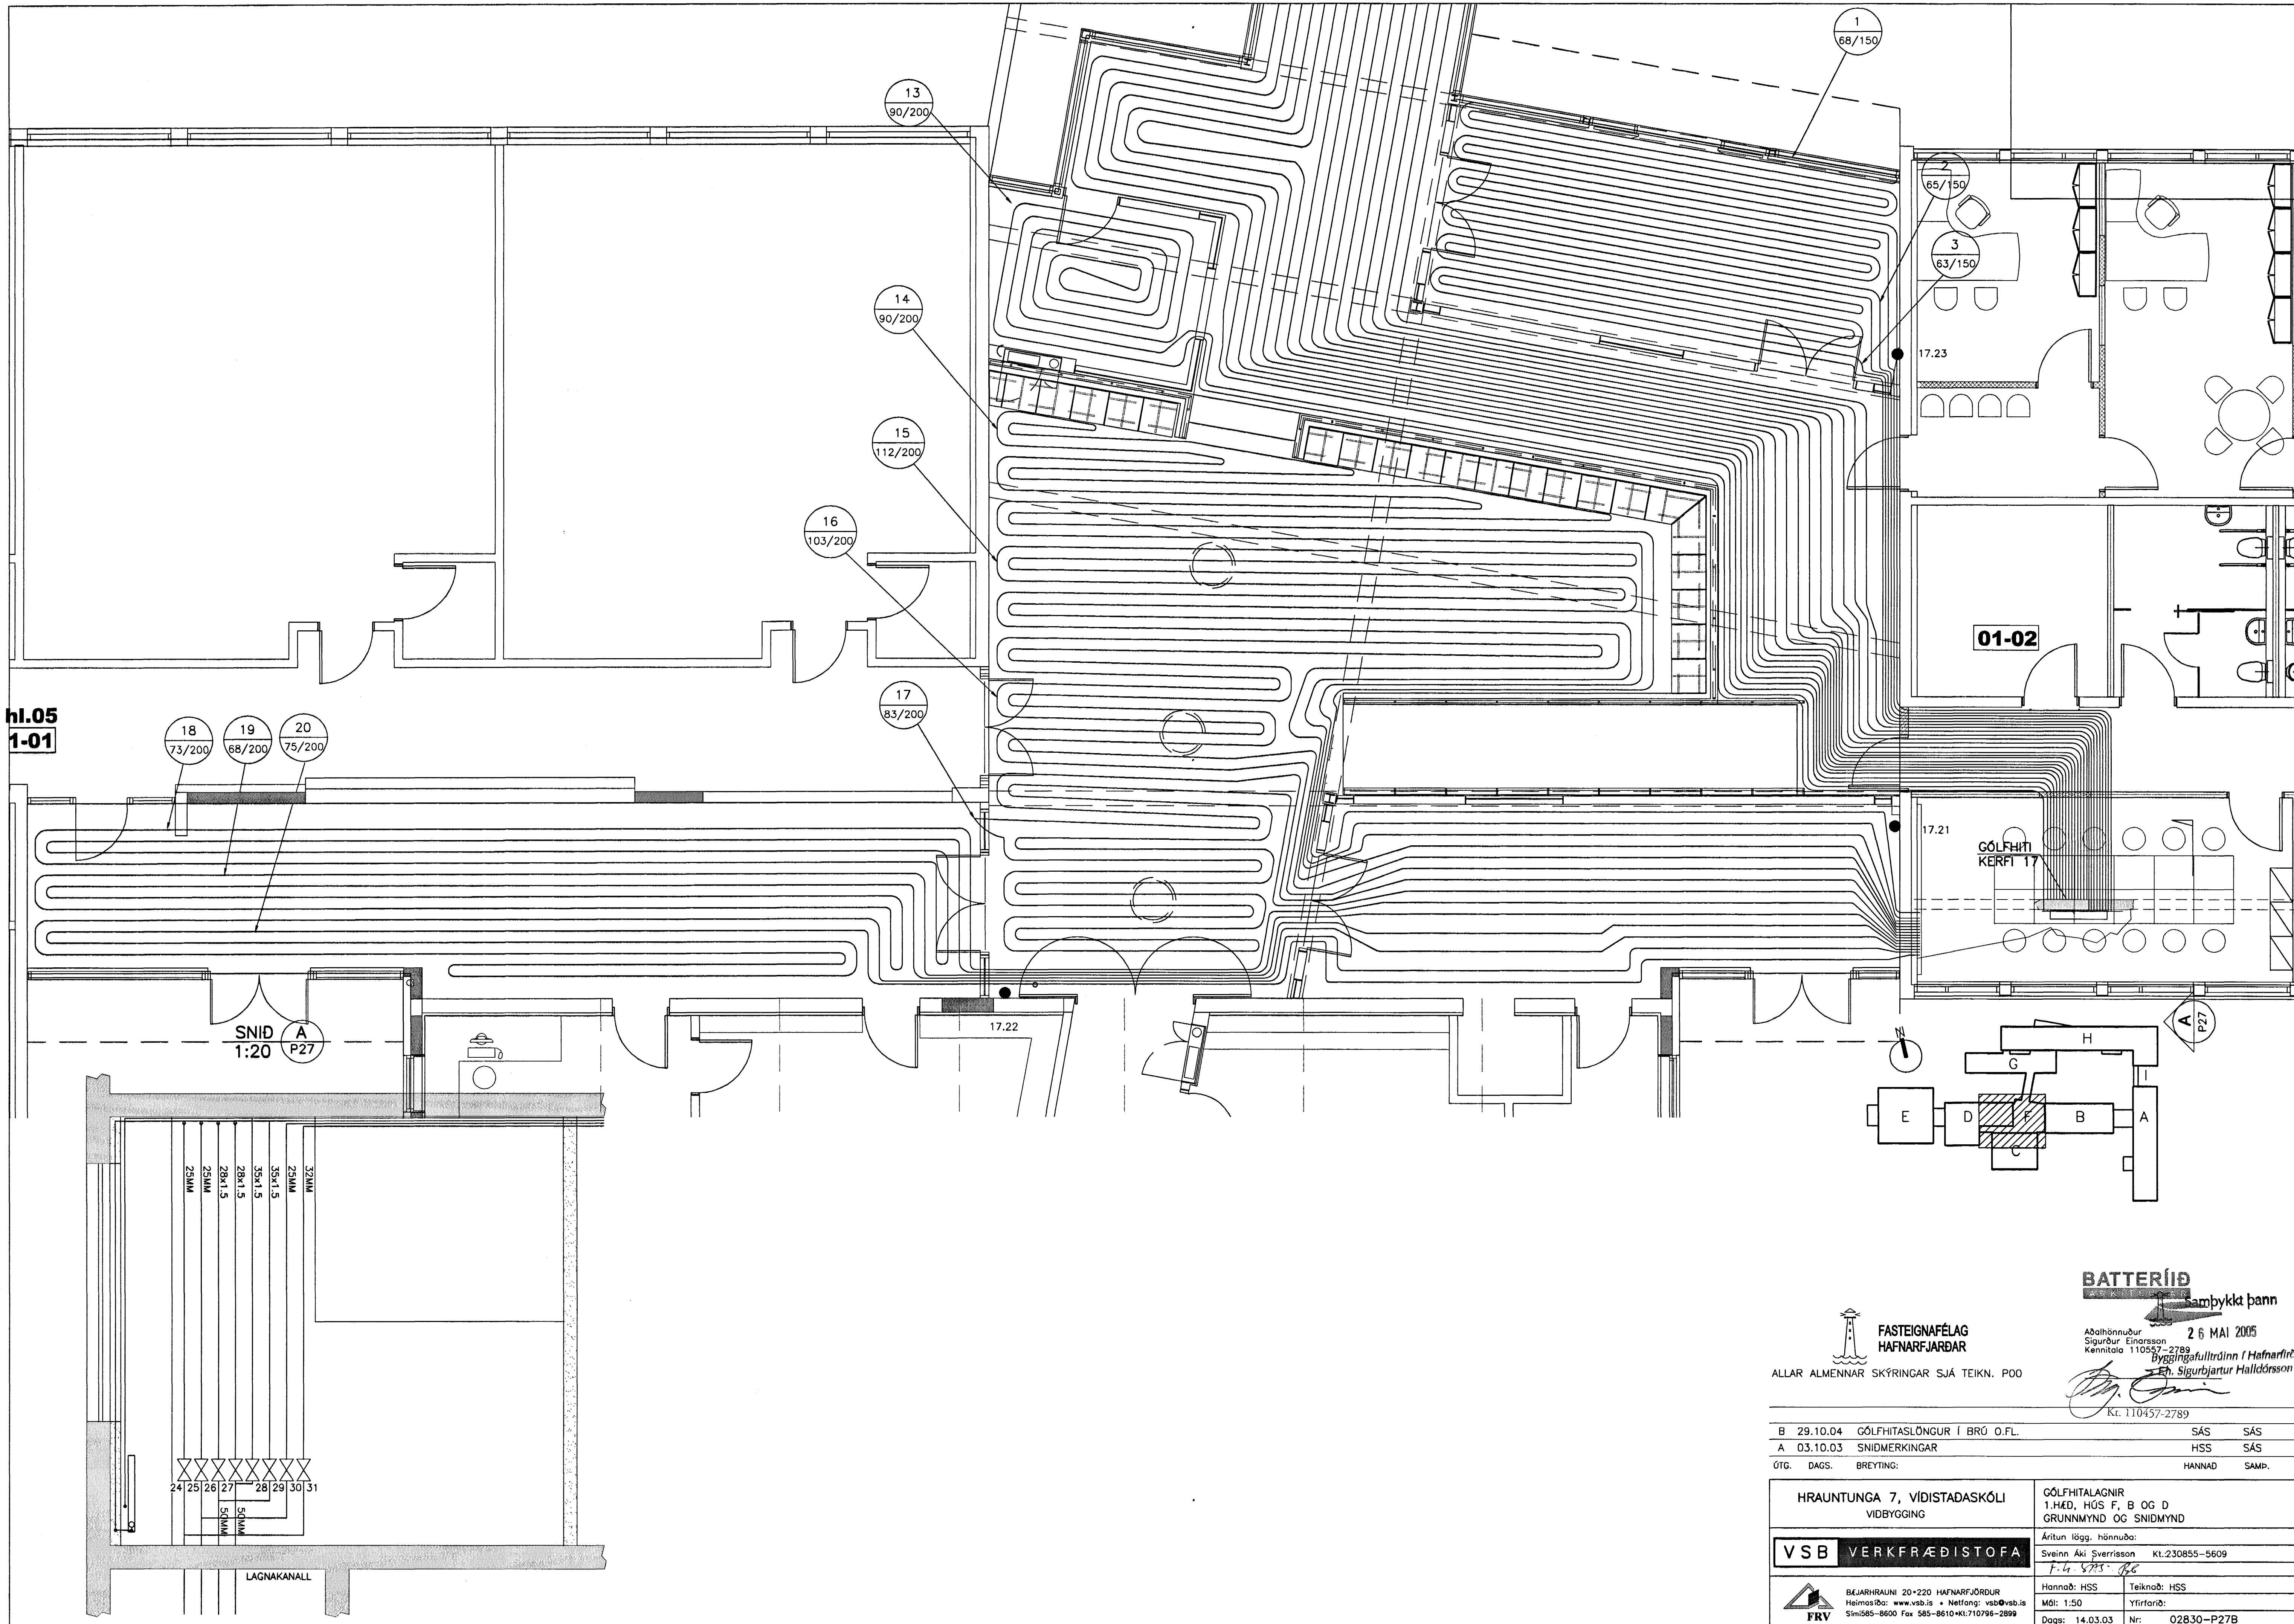 1
68/150
13
90/200
2
65/150
3
63/150
14
90/200
17.23
15
112/200
16
103/200
01-02
17
83/200
hl.05
1-01
18
73/200
19
68/200
20
75/200
17.21
GÓLFHITI
KERFI 17
17.22
SNIÐ
1:20
A
P27
A
P27
N
H
G
I
E
D
F
B
A
C
25MM
25MM
28x1.5
28x1.5
35x1.5
35x1.5
25MM
32MM
24
25
26
27
28
29
30
31
50MM
50MM
LAGNAKANALL
BATTERÍIÐ
ARKITEKTAR
Samþykkt þann
FASTEIGNAFÉLAG
HAFNARFJARÐAR
Aðalhönnuður
Sigurður Einarsson
Kennitala 110557-2789
26 MAI 2005
Byggingafulltrúinn í Hafnarfirð
Sigurbjartur Halldórsson
ALLAR ALMENNAR SKÝRINGAR SJÁ TEIKN. P00
Kt. 110457-2789
B 29.10.04 GÓLFHITASLÖNGUR Í BRÚ O.FL. SÁS SÁS
A 03.10.03 SNIÐMERKINGAR HSS SÁS
ÚTG. DAGS. BREYTING: HANNAÐ SAMÞ.
HRAUNTUNGA 7, VÍÐISTAÐASKÓLI
VIÐBYGGING
GÓLFHITALAGNIR
1.HÆÐ, HÚS F, B OG D
GRUNNMYND OG SNIÐMYND
VSB VERKFRÆÐISTOFA
Áritun lögg. hönnuða:
Sveinn Áki Sverrisson Kt.:230855-5609
FRV
BÆJARHRAUNI 20•220 HAFNARFJÖRÐUR
Heimasíða: www.vsb.is • Netfang: vsb@vsb.is
Sími585-8600 Fax 585-8610•Kt:710796-2899
Hannað: HSS
Teiknað: HSS
Mál: 1:50
Yfirfarið:
Dags: 14.03.03
Nr: 02830-P27B